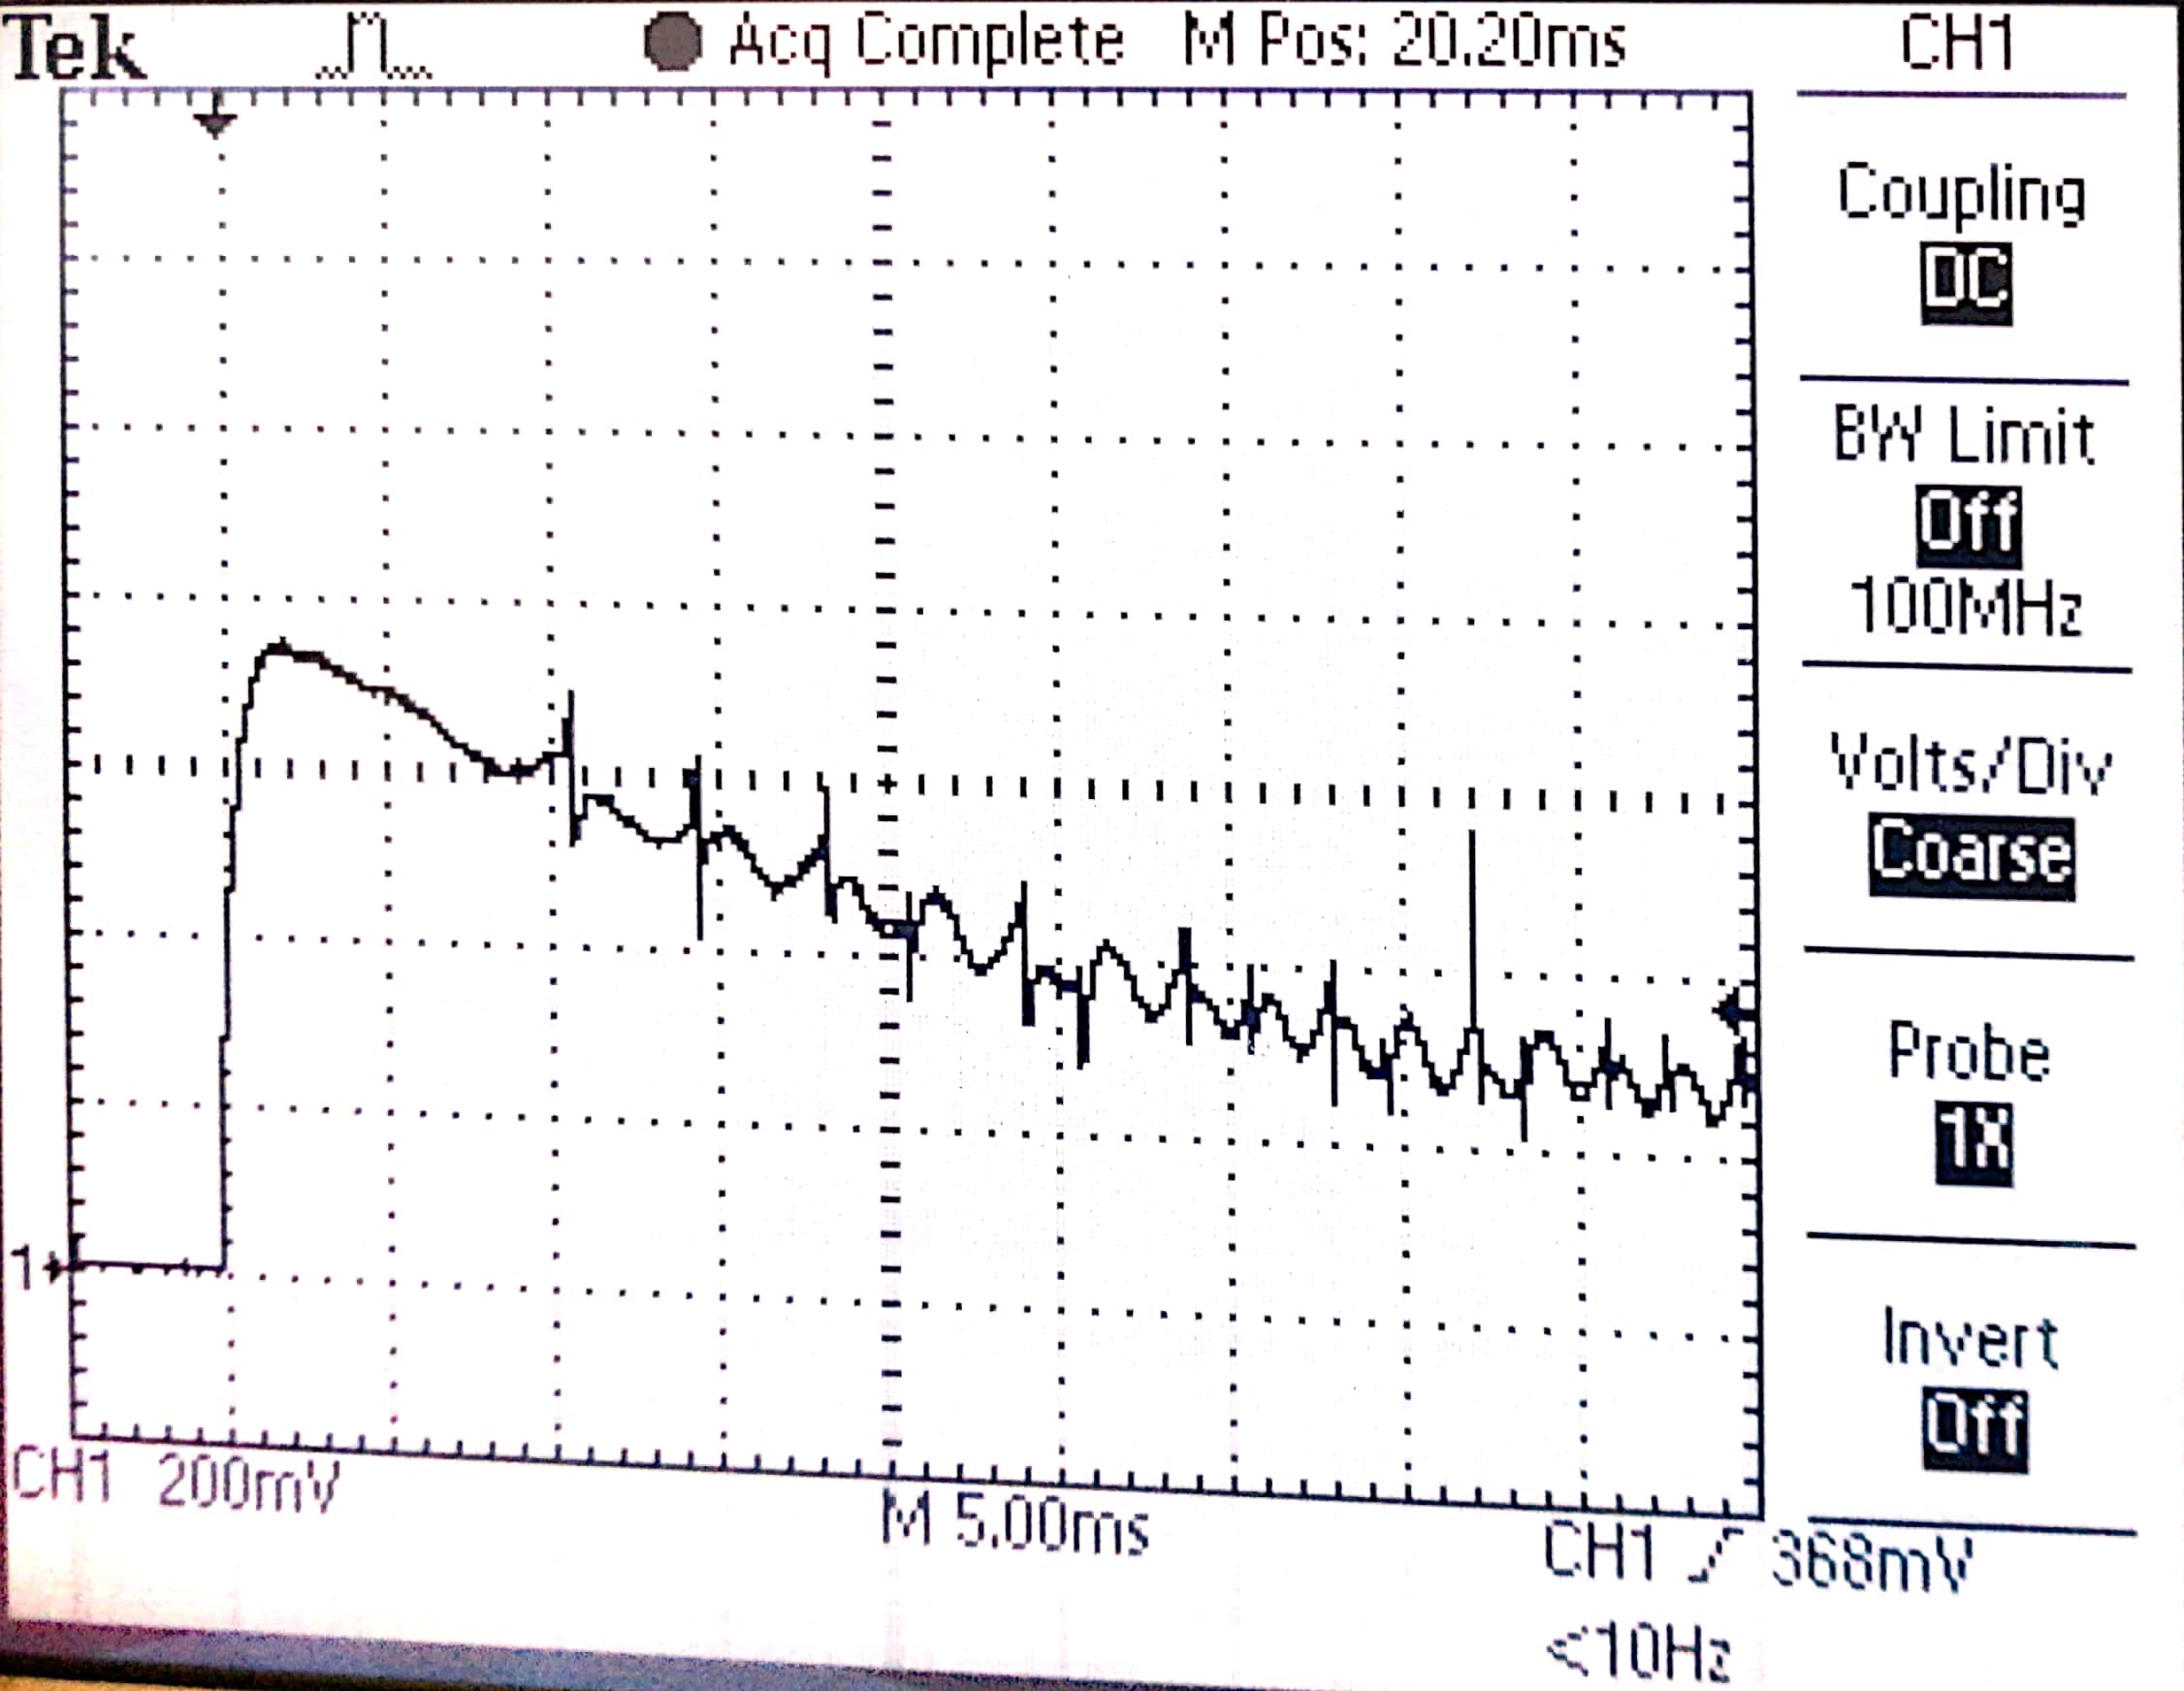 Tek Acq Complete M Pos: 20.20ms CH1
Coupling
DC
BW Limit
Off
100MHz
Volts/Div
Coarse
Probe
1X
Invert
Off
1
CH1 200mV
M 5.00ms
CH1 368mV
<10Hz